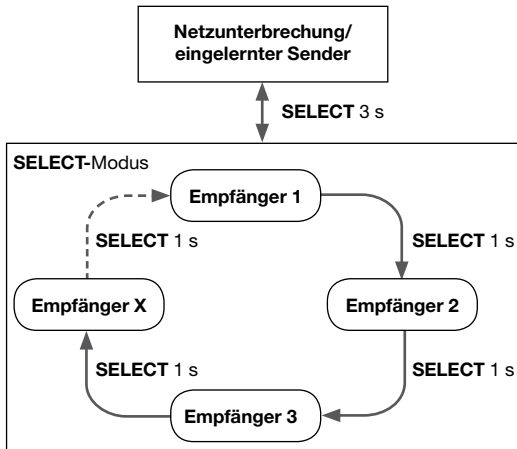 Netzunterbrechung/
eingelernter Sender
SELECT 3 s
SELECT-Modus
Empfänger 1
SELECT 1 s
SELECT 1 s
Empfänger X
Empfänger 2
SELECT 1 s
SELECT 1 s
Empfänger 3